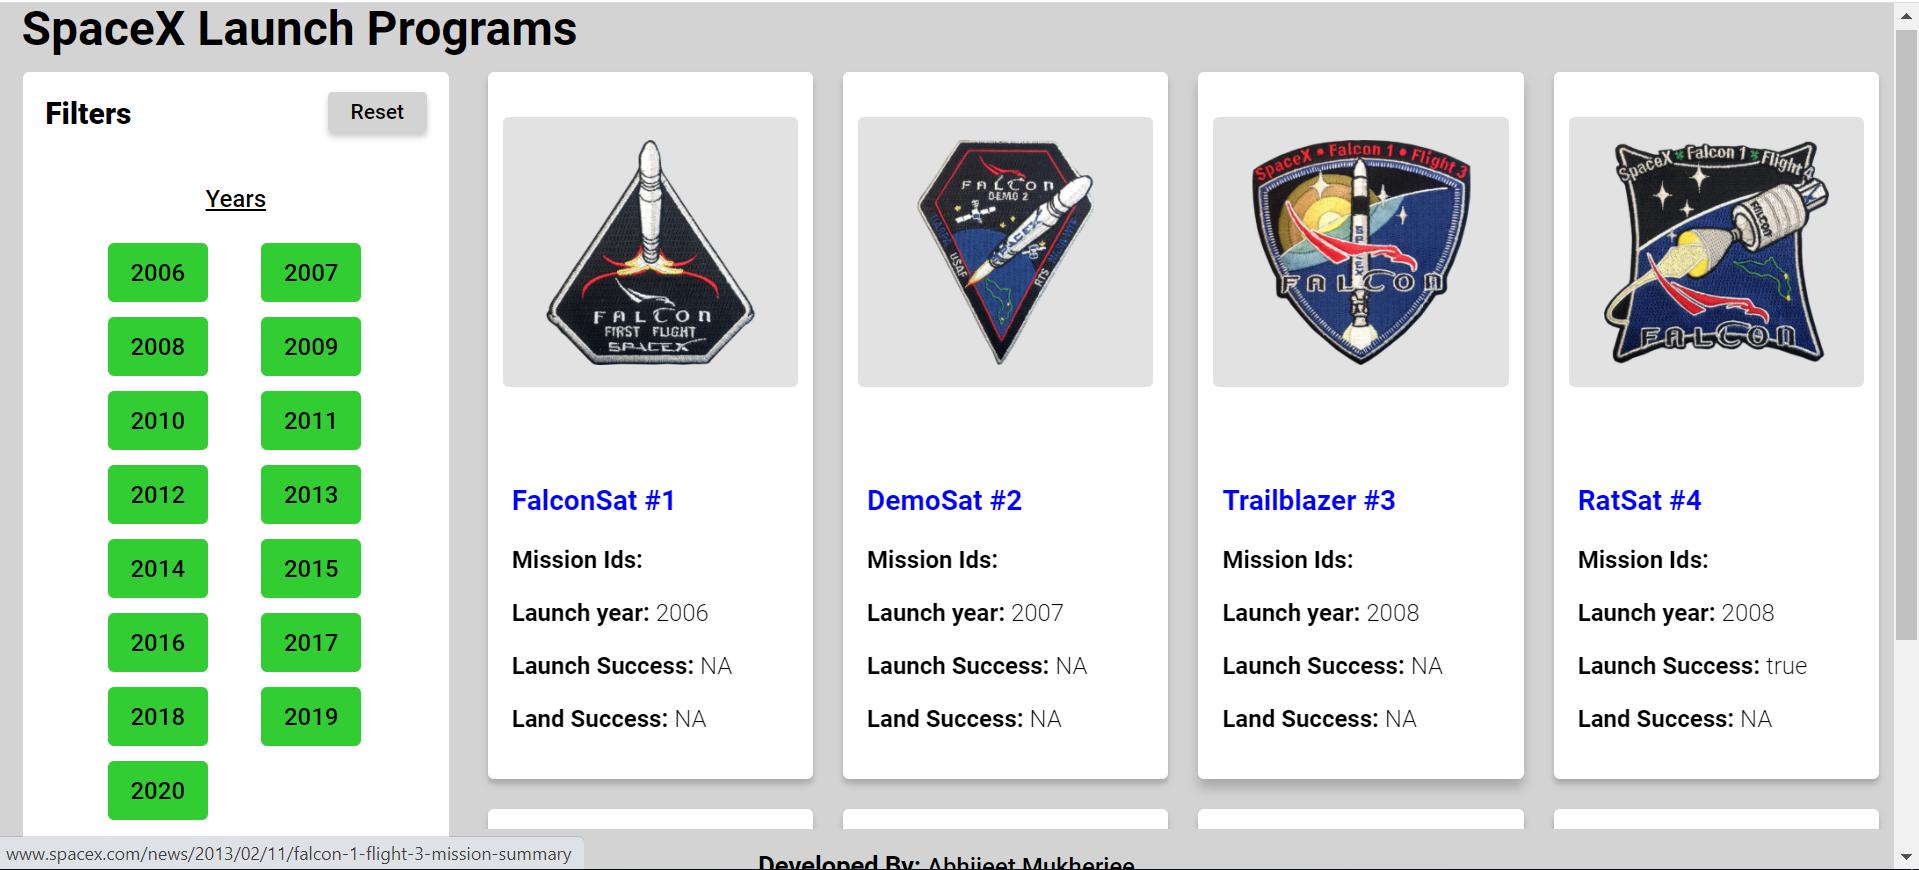 SpaceX Launch Programs
Filters
Reset
Years
2006
2007
2008
2009
2010
2011
2012
2013
2014
2015
2016
2017
2018
2019
2020
FALCON
FIRST FLIGHT
SPACEX
FalconSat #1
Mission Ids:
Launch year: 2006
Launch Success: NA
Land Success: NA
FALCON
DEMO 2
SPACEX
USAF
RTS
DemoSat #2
Mission Ids:
Launch year: 2007
Launch Success: NA
Land Success: NA
SpaceX • Falcon 1 • Flight 3
SPACEX
FALCON
Trailblazer #3
Mission Ids:
Launch year: 2008
Launch Success: NA
Land Success: NA
SpaceX Falcon 1 Flight 4
FALCON
FALCON
RatSat #4
Mission Ids:
Launch year: 2008
Launch Success: true
Land Success: NA
www.spacex.com/news/2013/02/11/falcon-1-flight-3-mission-summary
Developed By: Abhijeet Mukherjee